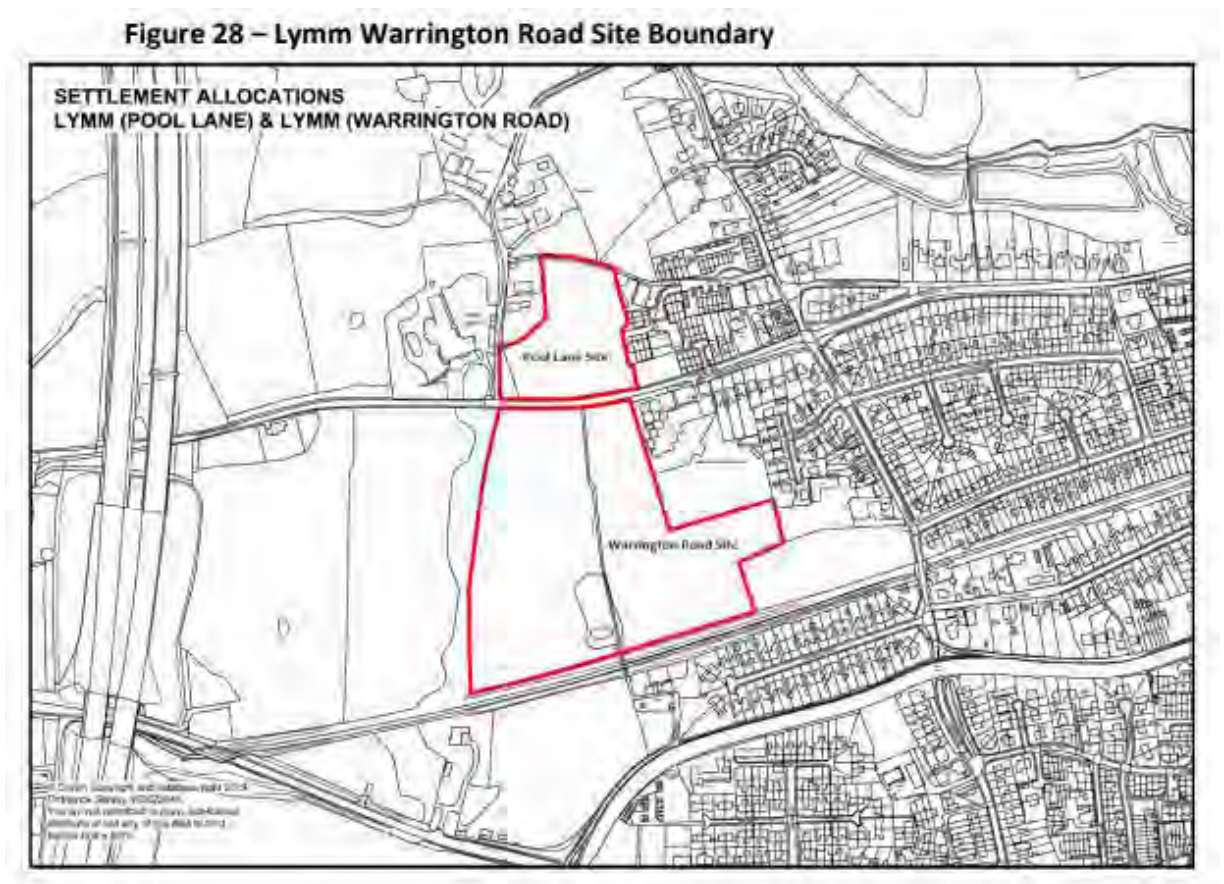 Figure 28 – Lymm Warrington Road Site Boundary
SETTLEMENT ALLOCATIONS
LYMM (POOL LANE) & LYMM (WARRINGTON ROAD)
Pool Lane Site
Warrington Road Site